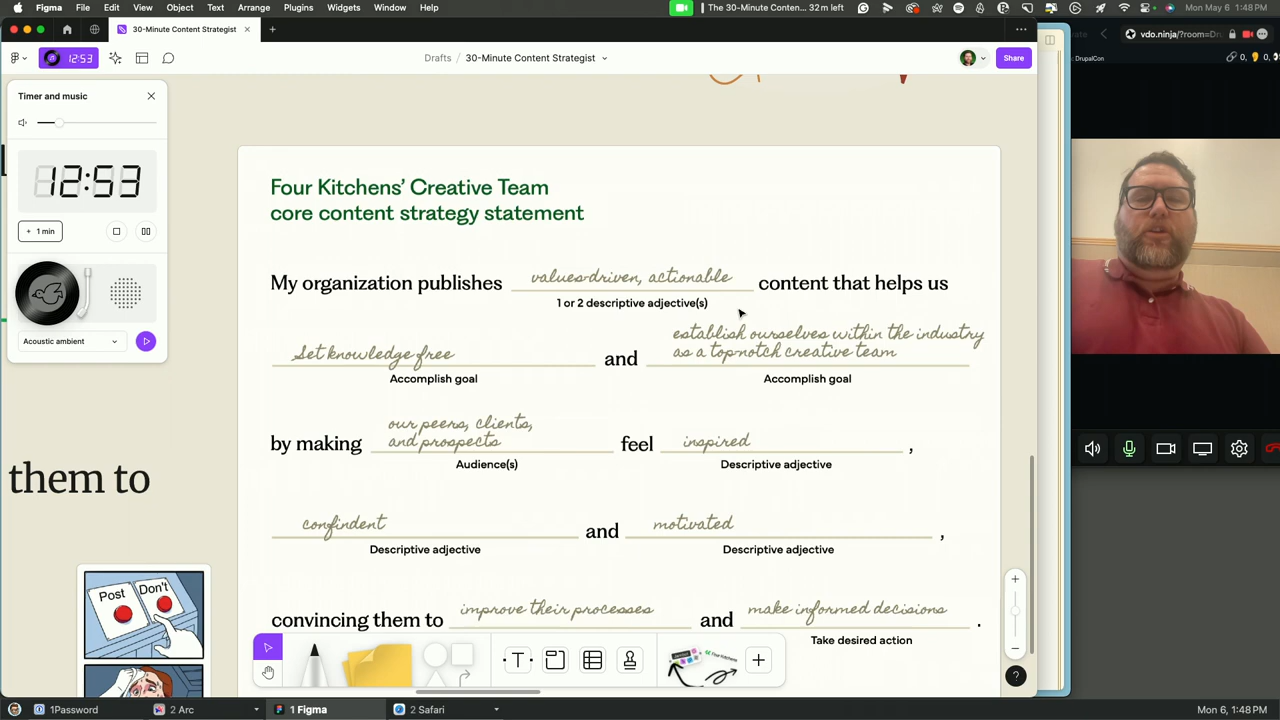 Figma File Edit View Object Text Arrange Plugins Widgets Window Help
The 30-Minute Conten... 32 m left
Mon May 6 1:48 PM
30-Minute Content Strategist
vdo.ninja/?room=Dr
DrupalCon
12:53
Drafts / 30-Minute Content Strategist
Share
Timer and music
12:53
+ 1 min
Acoustic ambient
Four Kitchens' Creative Team
core content strategy statement
My organization publishes values-driven, actionable content that helps us
1 or 2 descriptive adjective(s)
establish ourselves within the industry
Set knowledge free and as a top-notch creative team
Accomplish goal Accomplish goal
our peers, clients,
by making and prospects feel inspired ,
Audience(s) Descriptive adjective
them to
confindent and motivated ,
Descriptive adjective Descriptive adjective
Post Don't
convincing them to improve their processes and make informed decisions .
Take desired action
T
Four Kitchens
?
1Password 2 Arc 1 Figma 2 Safari Mon 6, 1:48 PM